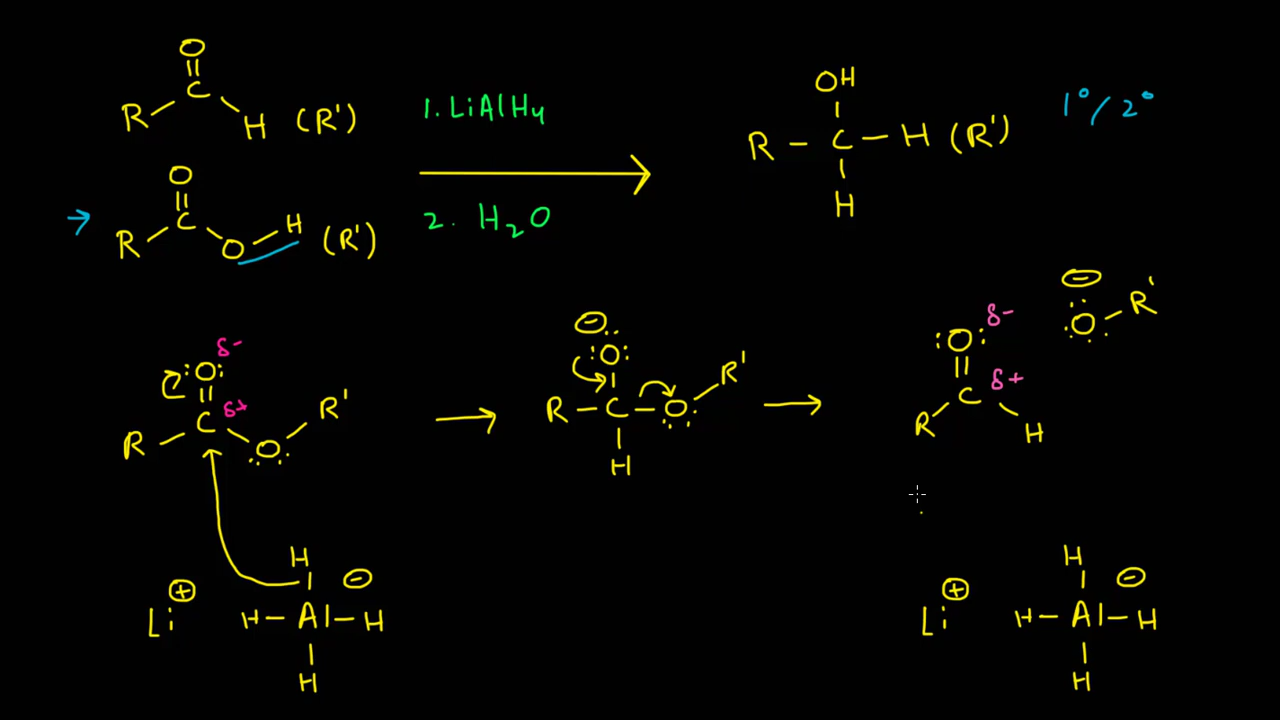 O
C
R H (R')
1. LiAlH4
OH
R – C – H (R')
H
1°/2°
O
C
→ R O H (R')
2. H2O
δ-
:O:
C δ+
R O R'
⊖
:O:
R – C – O R'
H
δ-
:O:
C δ+
R H
⊖
O – R'
H ⊖
Li⊕ H – Al – H
H
H ⊖
Li⊕ H – Al – H
H